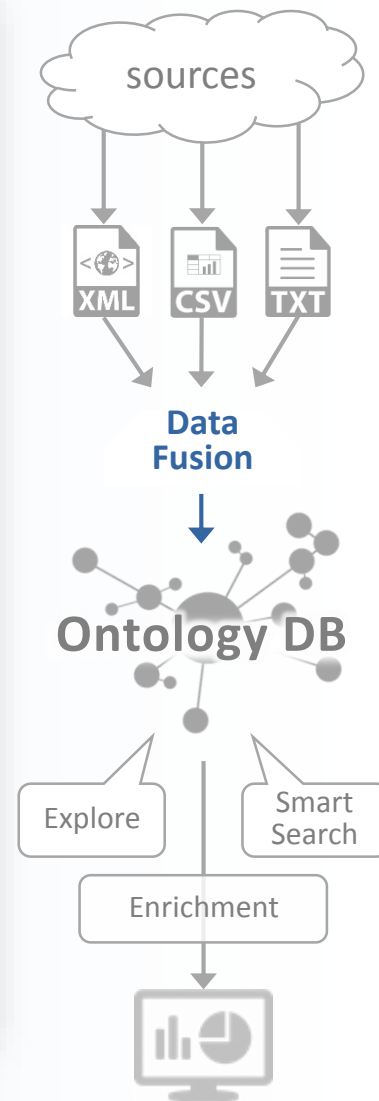 sources
XML CSV TXT
Data
Fusion
Ontology DB
Explore
Smart
Search
Enrichment